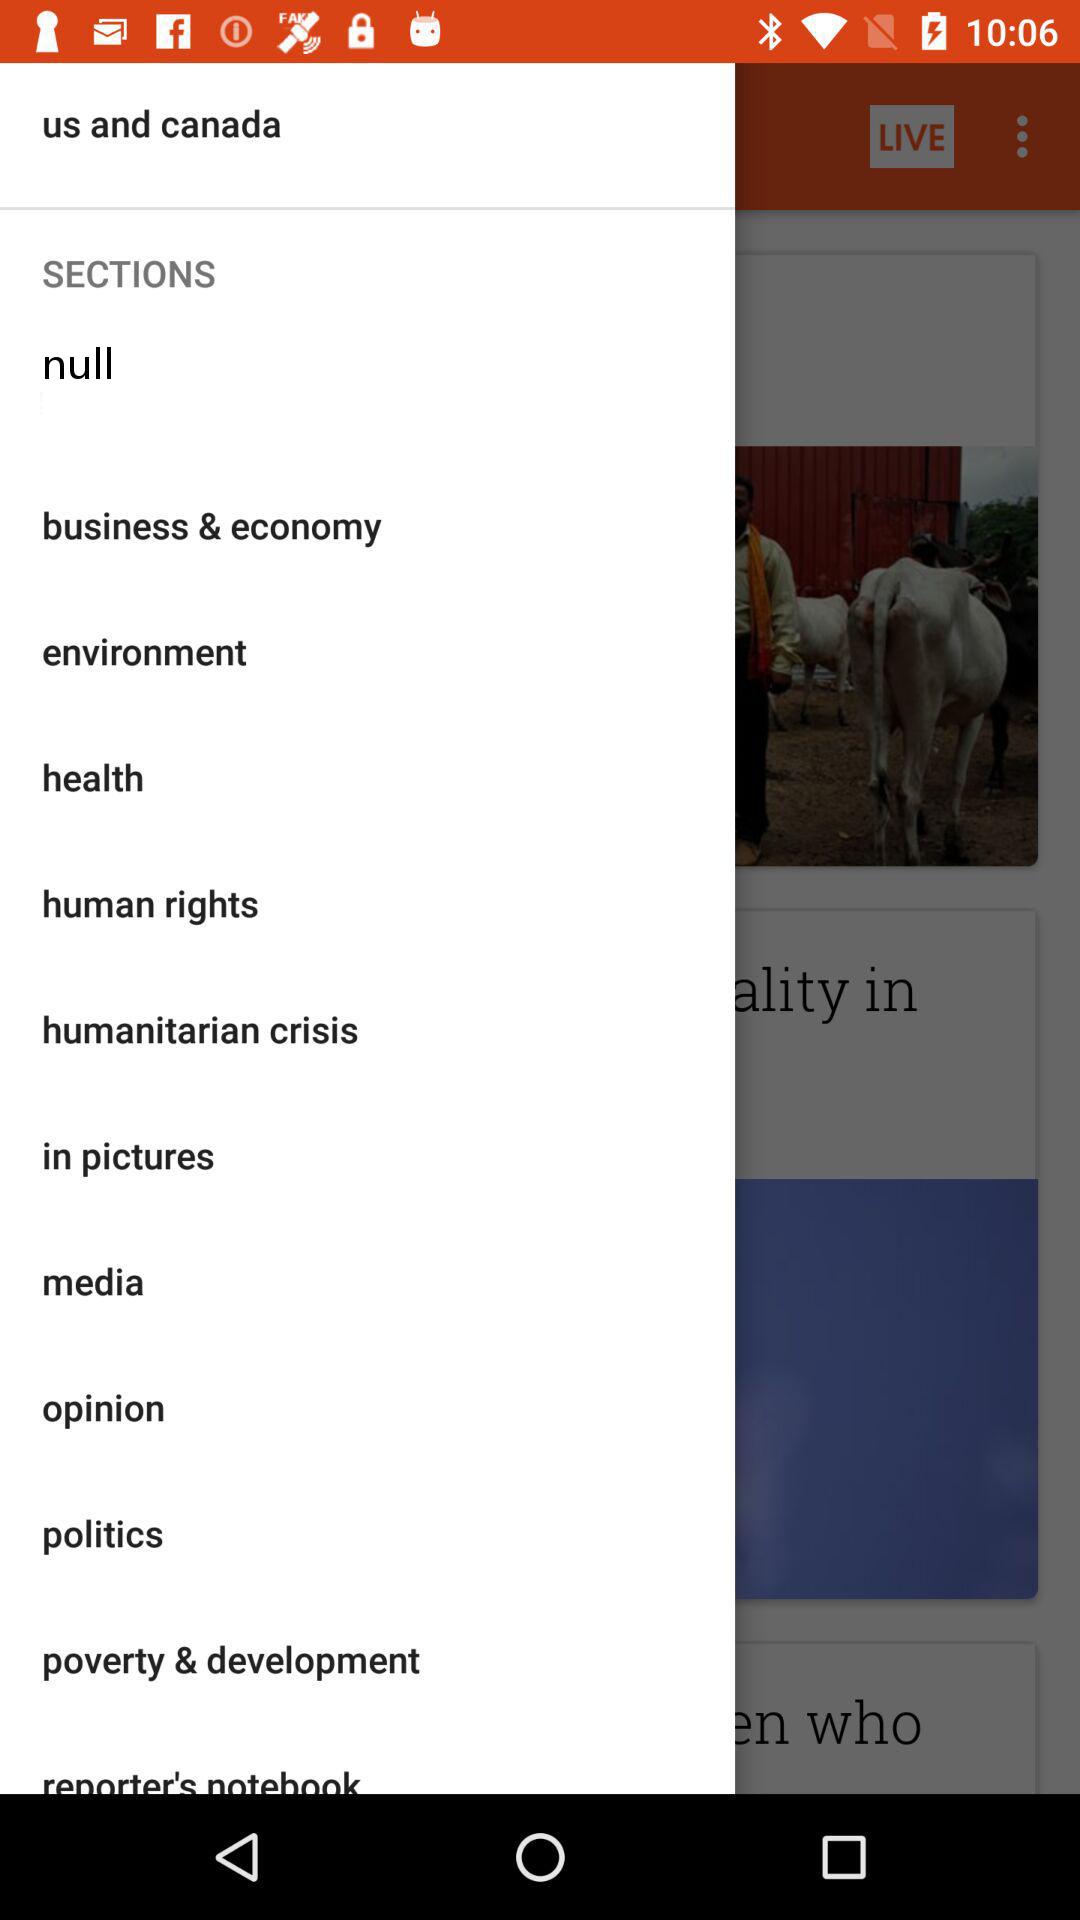 FAKE
10:06
us and canada
LIVE
SECTIONS
null
business & economy
environment
health
human rights
ality in
humanitarian crisis
in pictures
media
opinion
politics
poverty & development
en who
reporter's notebook